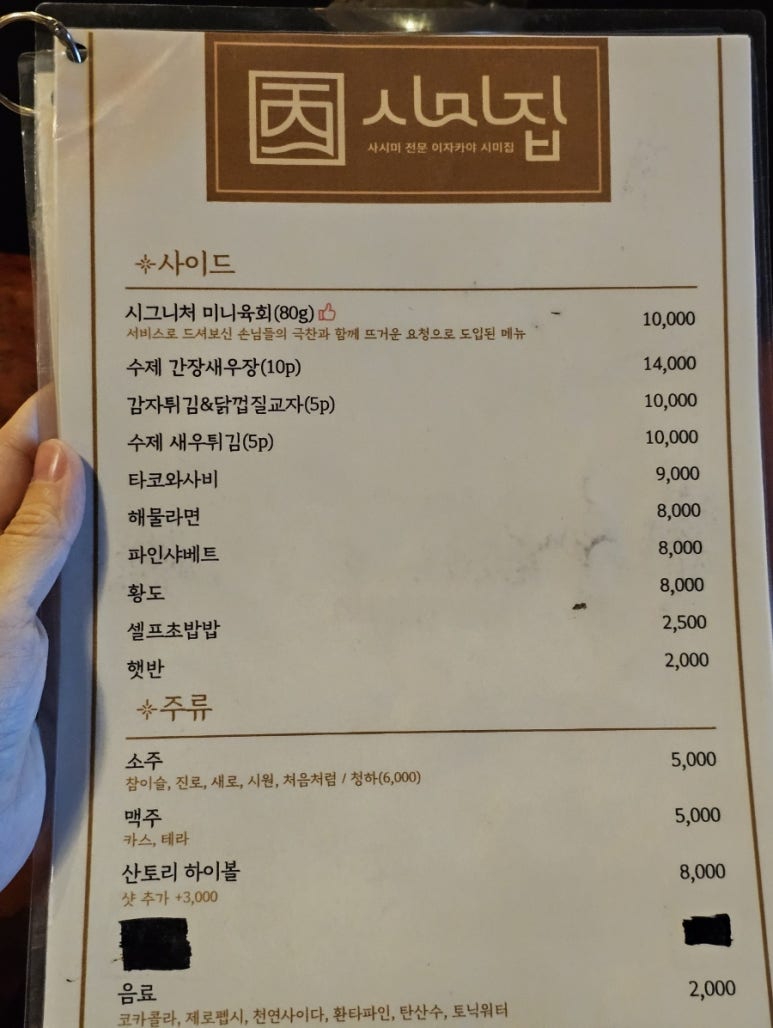 시미집
사시미 전문 이자카야 시미집
사이드
시그니처 미니육회(80g) 10,000
서비스로 드셔보신 손님들의 극찬과 함께 뜨거운 요청으로 도입된 메뉴
수제 간장새우장(10p) 14,000
감자튀김&닭껍질교자(5p) 10,000
수제 새우튀김(5p) 10,000
타코와사비 9,000
해물라면 8,000
파인샤베트 8,000
황도 8,000
셀프초밥밥 2,500
햇반 2,000
주류
소주 5,000
참이슬, 진로, 새로, 시원, 처음처럼 / 청하(6,000)
맥주 5,000
카스, 테라
산토리 하이볼 8,000
샷 추가 +3,000
음료 2,000
코카콜라, 제로펩시, 천연사이다, 환타파인, 탄산수, 토닉워터